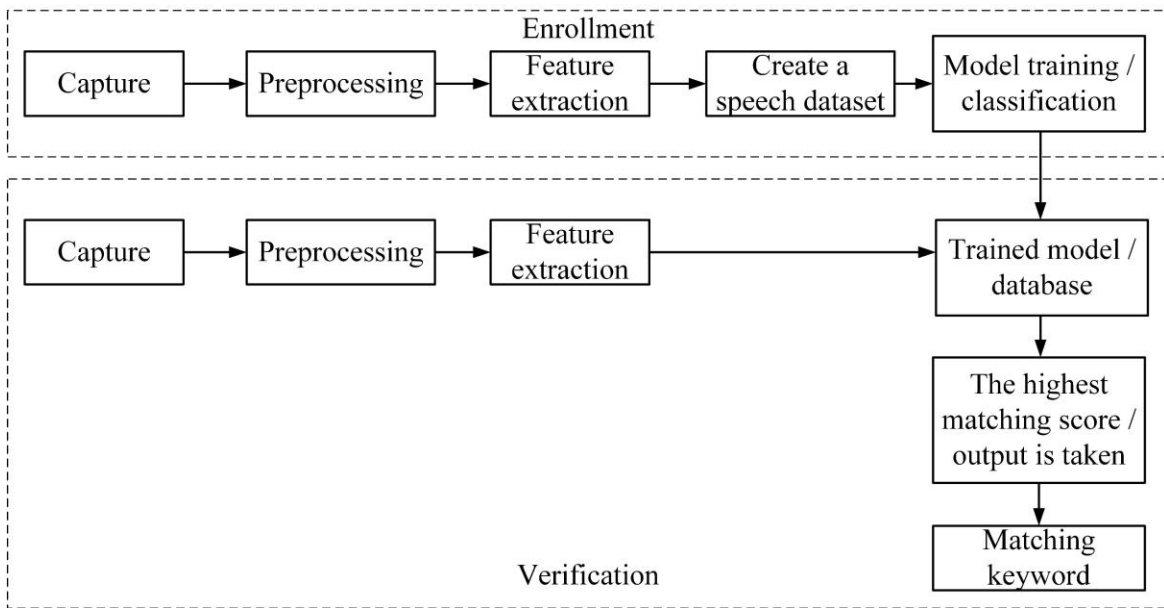 Enrollment
Capture
Preprocessing
Feature
extraction
Create a
speech dataset
Model training /
classification
Capture
Preprocessing
Feature
extraction
Trained model /
database
The highest
matching score /
output is taken
Matching
keyword
Verification